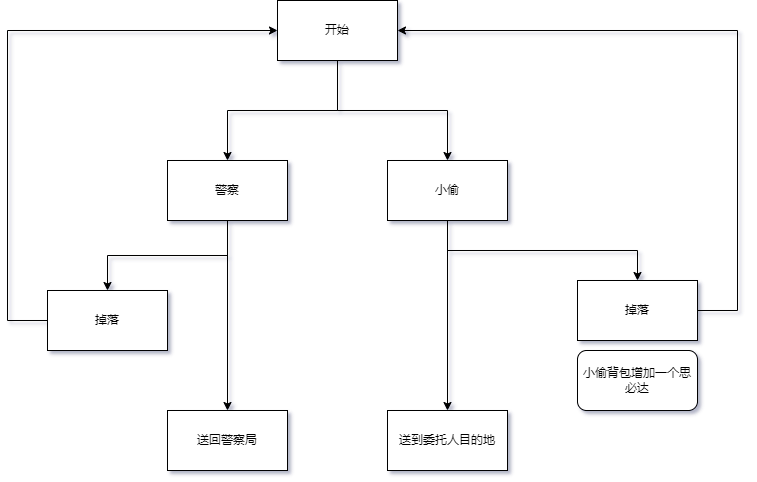 开始
警察
小偷
掉落
掉落
小偷背包增加一个思
必达
送回警察局
送到委托人目的地